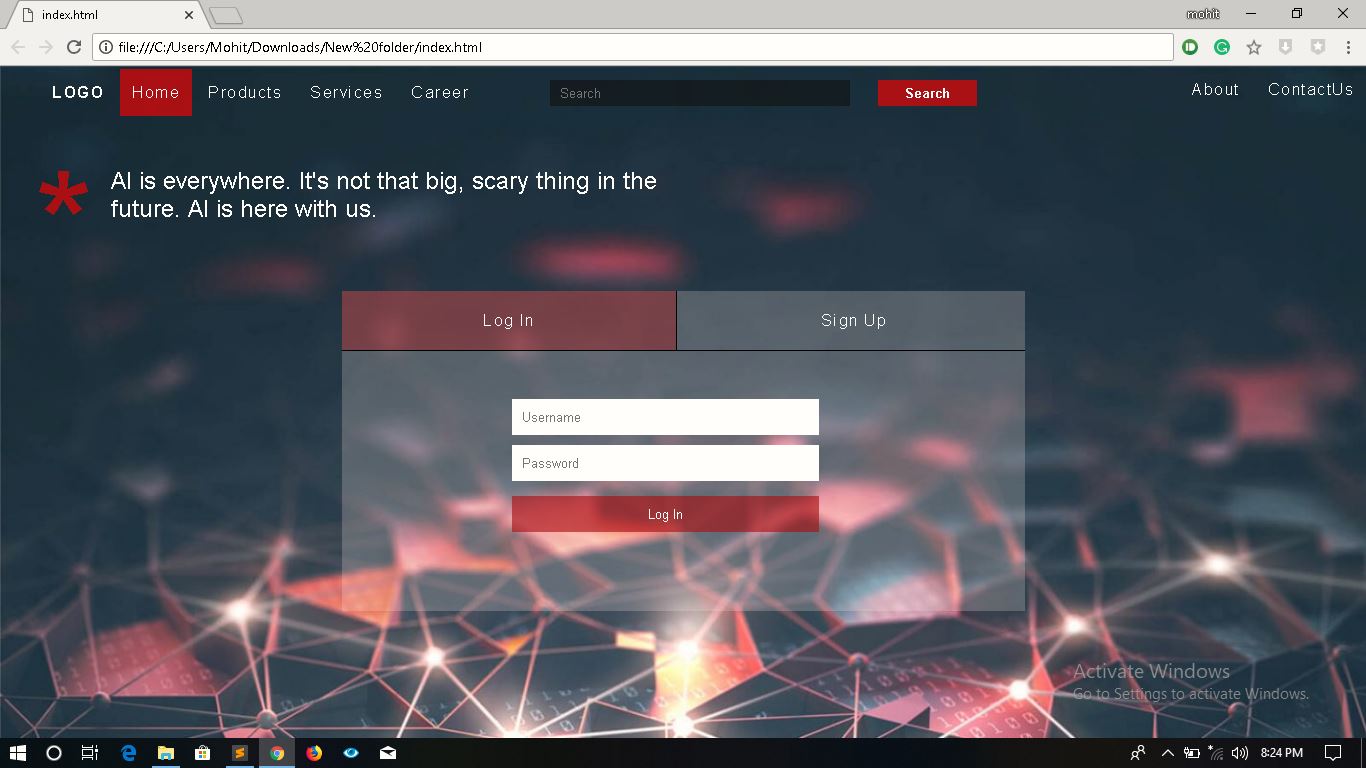 index.html
mohit
file:///C:/Users/Mohit/Downloads/New%20folder/index.html
LOGO Home Products Services Career Search Search About ContactUs
* AI is everywhere. It's not that big, scary thing in the
future. AI is here with us.
Log In Sign Up
Username
Password
Log In
Activate Windows
Go to Settings to activate Windows.
8:24 PM